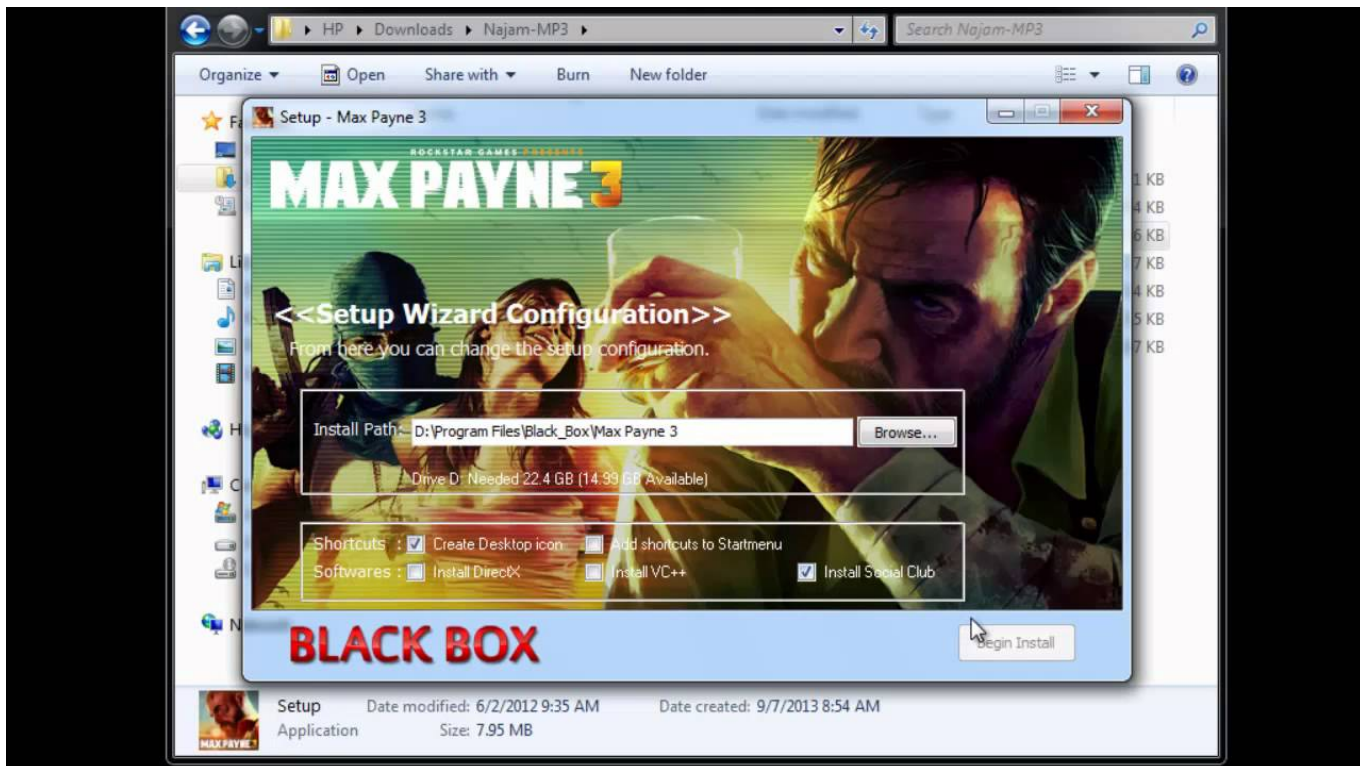 HP Downloads Najam-MP3 Search Najam-MP3
Organize Open Share with Burn New folder
Setup - Max Payne 3
ROCKSTAR GAMES PRESENTS
MAX PAYNE 3
1 KB
4 KB
6 KB
7 KB
4 KB
5 KB
7 KB
Li
H
C
N
<<Setup Wizard Configuration>>
From here you can change the setup configuration.
Install Path: D:\Program Files\Black_Box\Max Payne 3 Browse...
Drive D: Needed 22.4 GB (14.99 GB Available)
Shortcuts : Create Desktop icon Add shortcuts to Startmenu
Softwares : Install DirectX Install VC++ Install Social Club
BLACK BOX Begin Install
MAX PAYNE 3
Setup Date modified: 6/2/2012 9:35 AM Date created: 9/7/2013 8:54 AM
Application Size: 7.95 MB